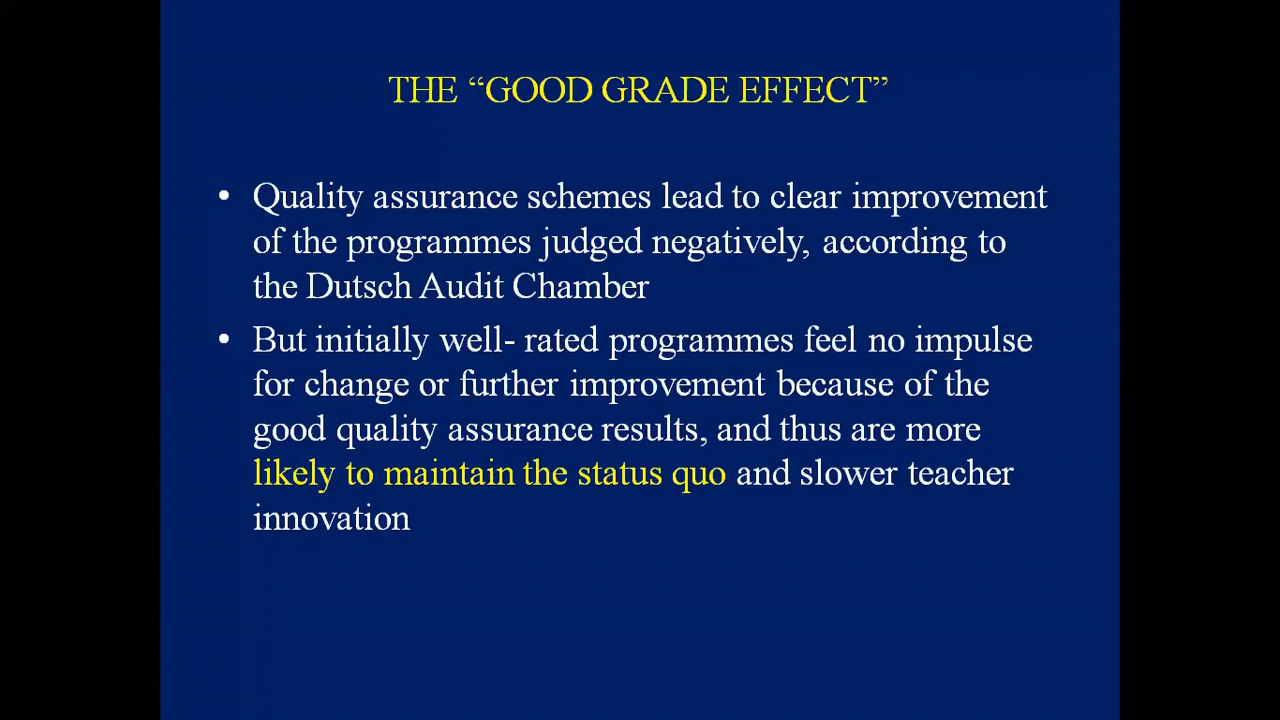 THE “GOOD GRADE EFFECT”
• Quality assurance schemes lead to clear improvement
of the programmes judged negatively, according to
the Dutsch Audit Chamber
• But initially well- rated programmes feel no impulse
for change or further improvement because of the
good quality assurance results, and thus are more
likely to maintain the status quo and slower teacher
innovation